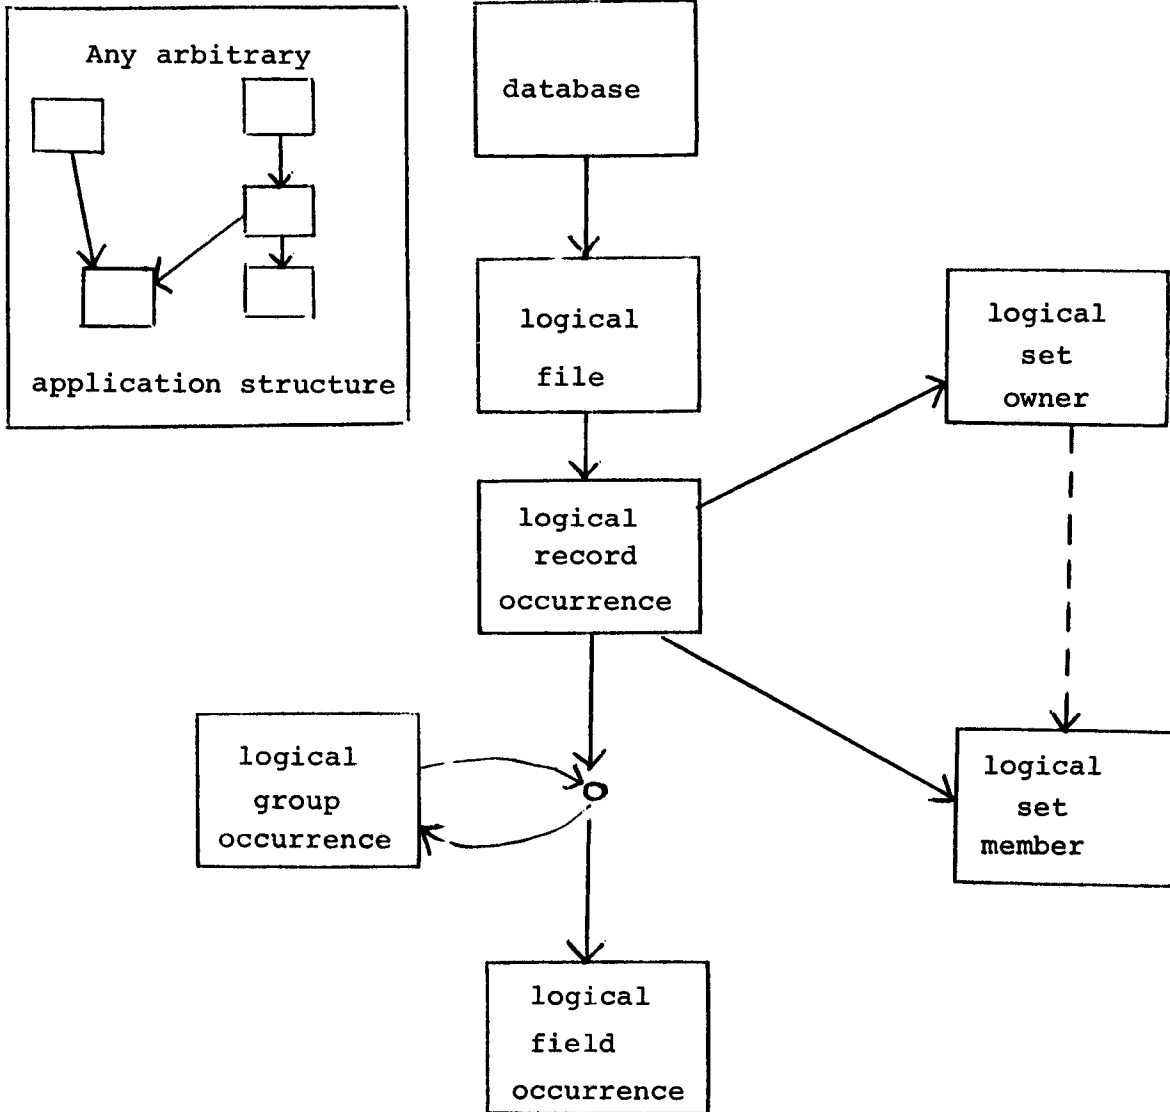 Any arbitrary
application structure
database
logical
file
logical
record
occurrence
logical
set
owner
logical
group
occurrence
logical
set
member
logical
field
occurrence